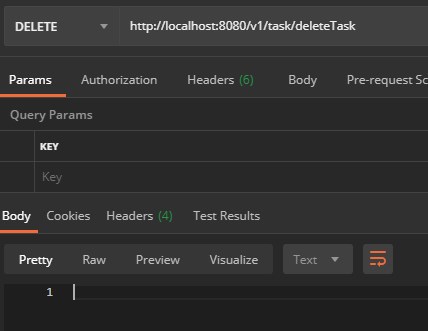 DELETE http://localhost:8080/v1/task/deleteTask
Params Authorization Headers (6) Body Pre-request Sc
Query Params
KEY
Key
Body Cookies Headers (4) Test Results
Pretty Raw Preview Visualize Text
1